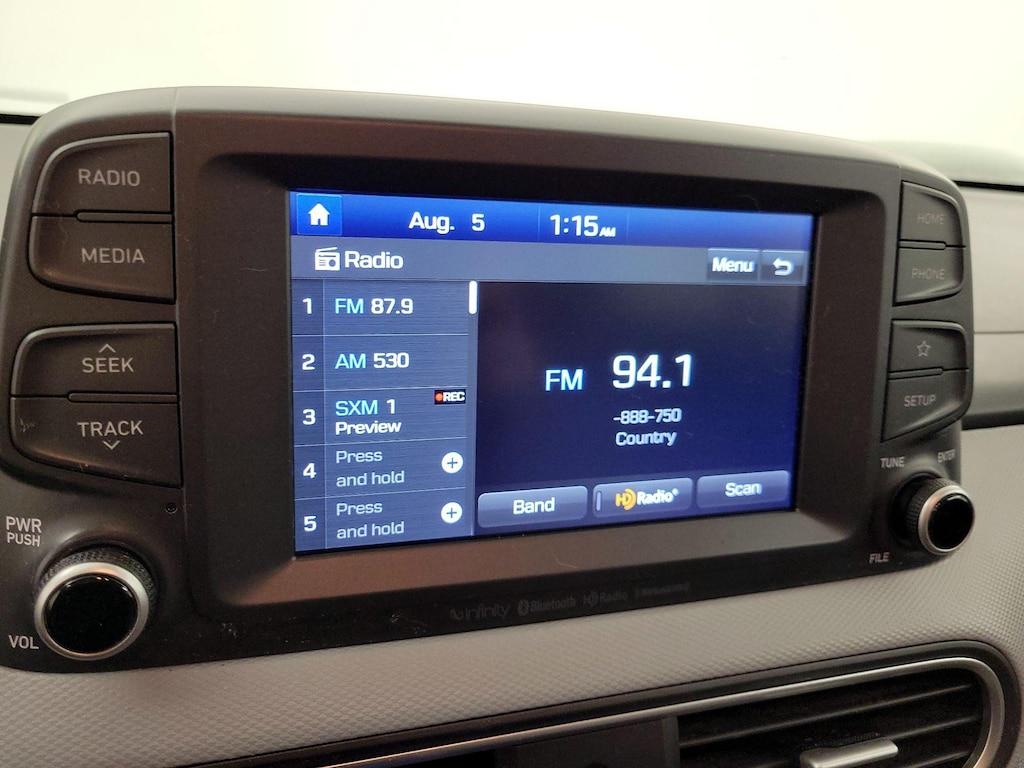 RADIO
MEDIA
SEEK
TRACK
PWR
PUSH
VOL
Aug. 5 1:15 AM
Radio Menu
1 FM 87.9
2 AM 530
3 SXM 1 REC
Preview
4 Press
and hold
5 Press
and hold
FM 94.1
-888-750
Country
Band HD Radio® Scan
HOME
PHONE
SETUP
TUNE ENTER
FILE
infinity Bluetooth HD Radio